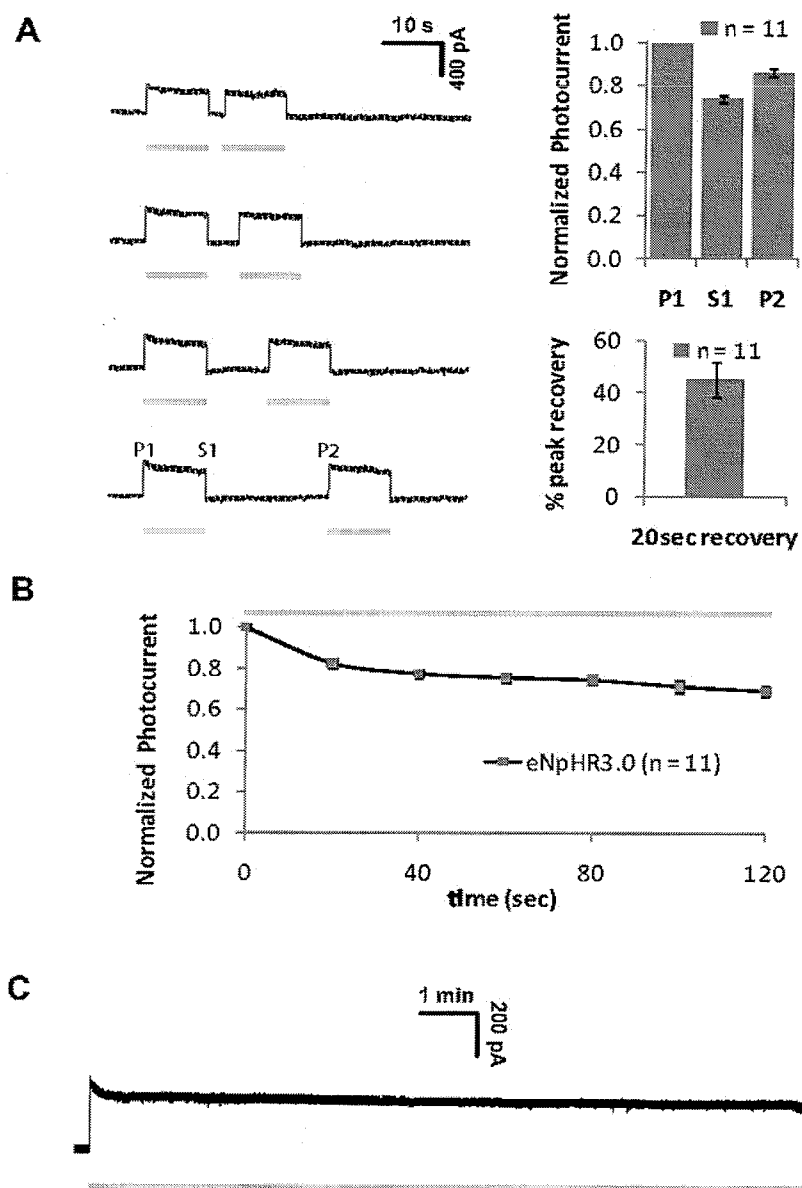 A
10 s
400 pA
P1 S1 P2
Normalized Photocurrent
n = 11
1.0
0.8
0.6
0.4
0.2
0.0
P1 S1 P2
% peak recovery
n = 11
60
40
20
0
20sec recovery
B
Normalized Photocurrent
1.0
0.8
0.6
0.4
0.2
0.0
eNpHR3.0 (n = 11)
0 40 80 120
time (sec)
C
1 min
200 pA